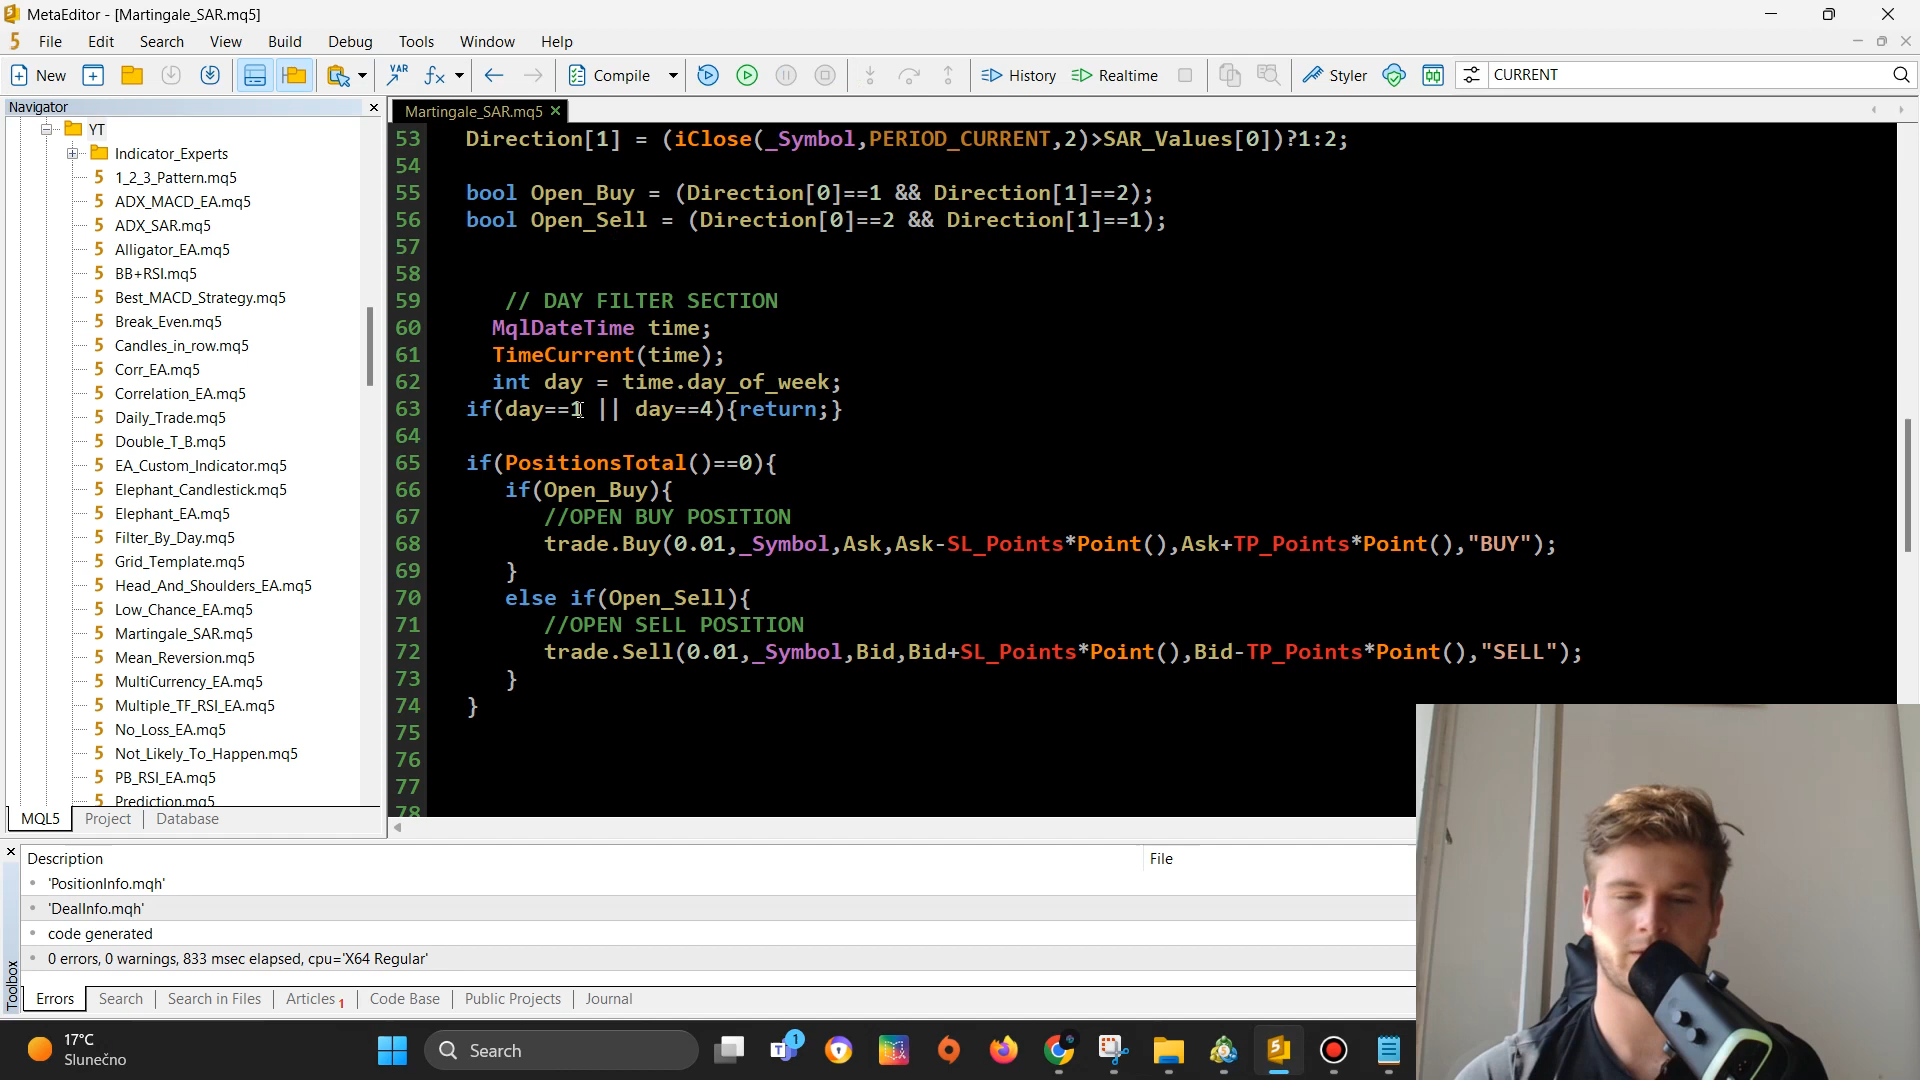 MetaEditor - [Martingale_SAR.mq5]
File Edit Search View Build Debug Tools Window Help
New VAR fx Compile History Realtime Styler CURRENT
Navigator
Martingale_SAR.mq5
YT
Indicator_Experts
1_2_3_Pattern.mq5
ADX_MACD_EA.mq5
ADX_SAR.mq5
Alligator_EA.mq5
BB+RSI.mq5
Best_MACD_Strategy.mq5
Break_Even.mq5
Candles_in_row.mq5
Corr_EA.mq5
Correlation_EA.mq5
Daily_Trade.mq5
Double_T_B.mq5
EA_Custom_Indicator.mq5
Elephant_Candlestick.mq5
Elephant_EA.mq5
Filter_By_Day.mq5
Grid_Template.mq5
Head_And_Shoulders_EA.mq5
Low_Chance_EA.mq5
Martingale_SAR.mq5
Mean_Reversion.mq5
MultiCurrency_EA.mq5
Multiple_TF_RSI_EA.mq5
No_Loss_EA.mq5
Not_Likely_To_Happen.mq5
PB_RSI_EA.mq5
Prediction.mq5
MQL5 Project Database
53 Direction[1] = (iClose(_Symbol,PERIOD_CURRENT,2)>SAR_Values[0])?1:2;
54
55 bool Open_Buy = (Direction[0]==1 && Direction[1]==2);
56 bool Open_Sell = (Direction[0]==2 && Direction[1]==1);
57
58
59 // DAY FILTER SECTION
60 MqlDateTime time;
61 TimeCurrent(time);
62 int day = time.day_of_week;
63 if(day==1 || day==4){return;}
64
65 if(PositionsTotal()==0){
66 if(Open_Buy){
67 //OPEN BUY POSITION
68 trade.Buy(0.01,_Symbol,Ask,Ask-SL_Points*Point(),Ask+TP_Points*Point(),"BUY");
69 }
70 else if(Open_Sell){
71 //OPEN SELL POSITION
72 trade.Sell(0.01,_Symbol,Bid,Bid+SL_Points*Point(),Bid-TP_Points*Point(),"SELL");
73 }
74 }
75
76
77
78
Description File
'PositionInfo.mqh'
'DealInfo.mqh'
code generated
0 errors, 0 warnings, 833 msec elapsed, cpu='X64 Regular'
Toolbox
Errors Search Search in Files Articles 1 Code Base Public Projects Journal
17°C
Slunečno
Search
1